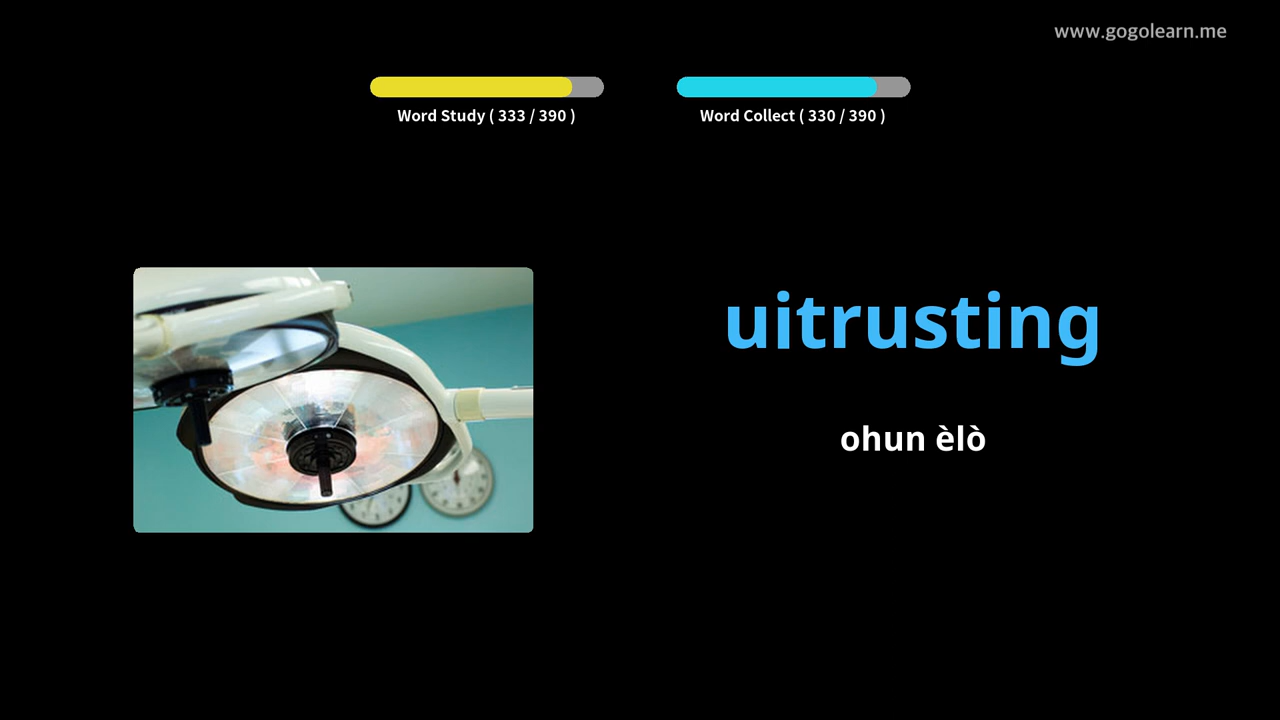 www.gogolearn.me
Word Study ( 333 / 390 )
Word Collect ( 330 / 390 )
uitrusting
ohun èlò